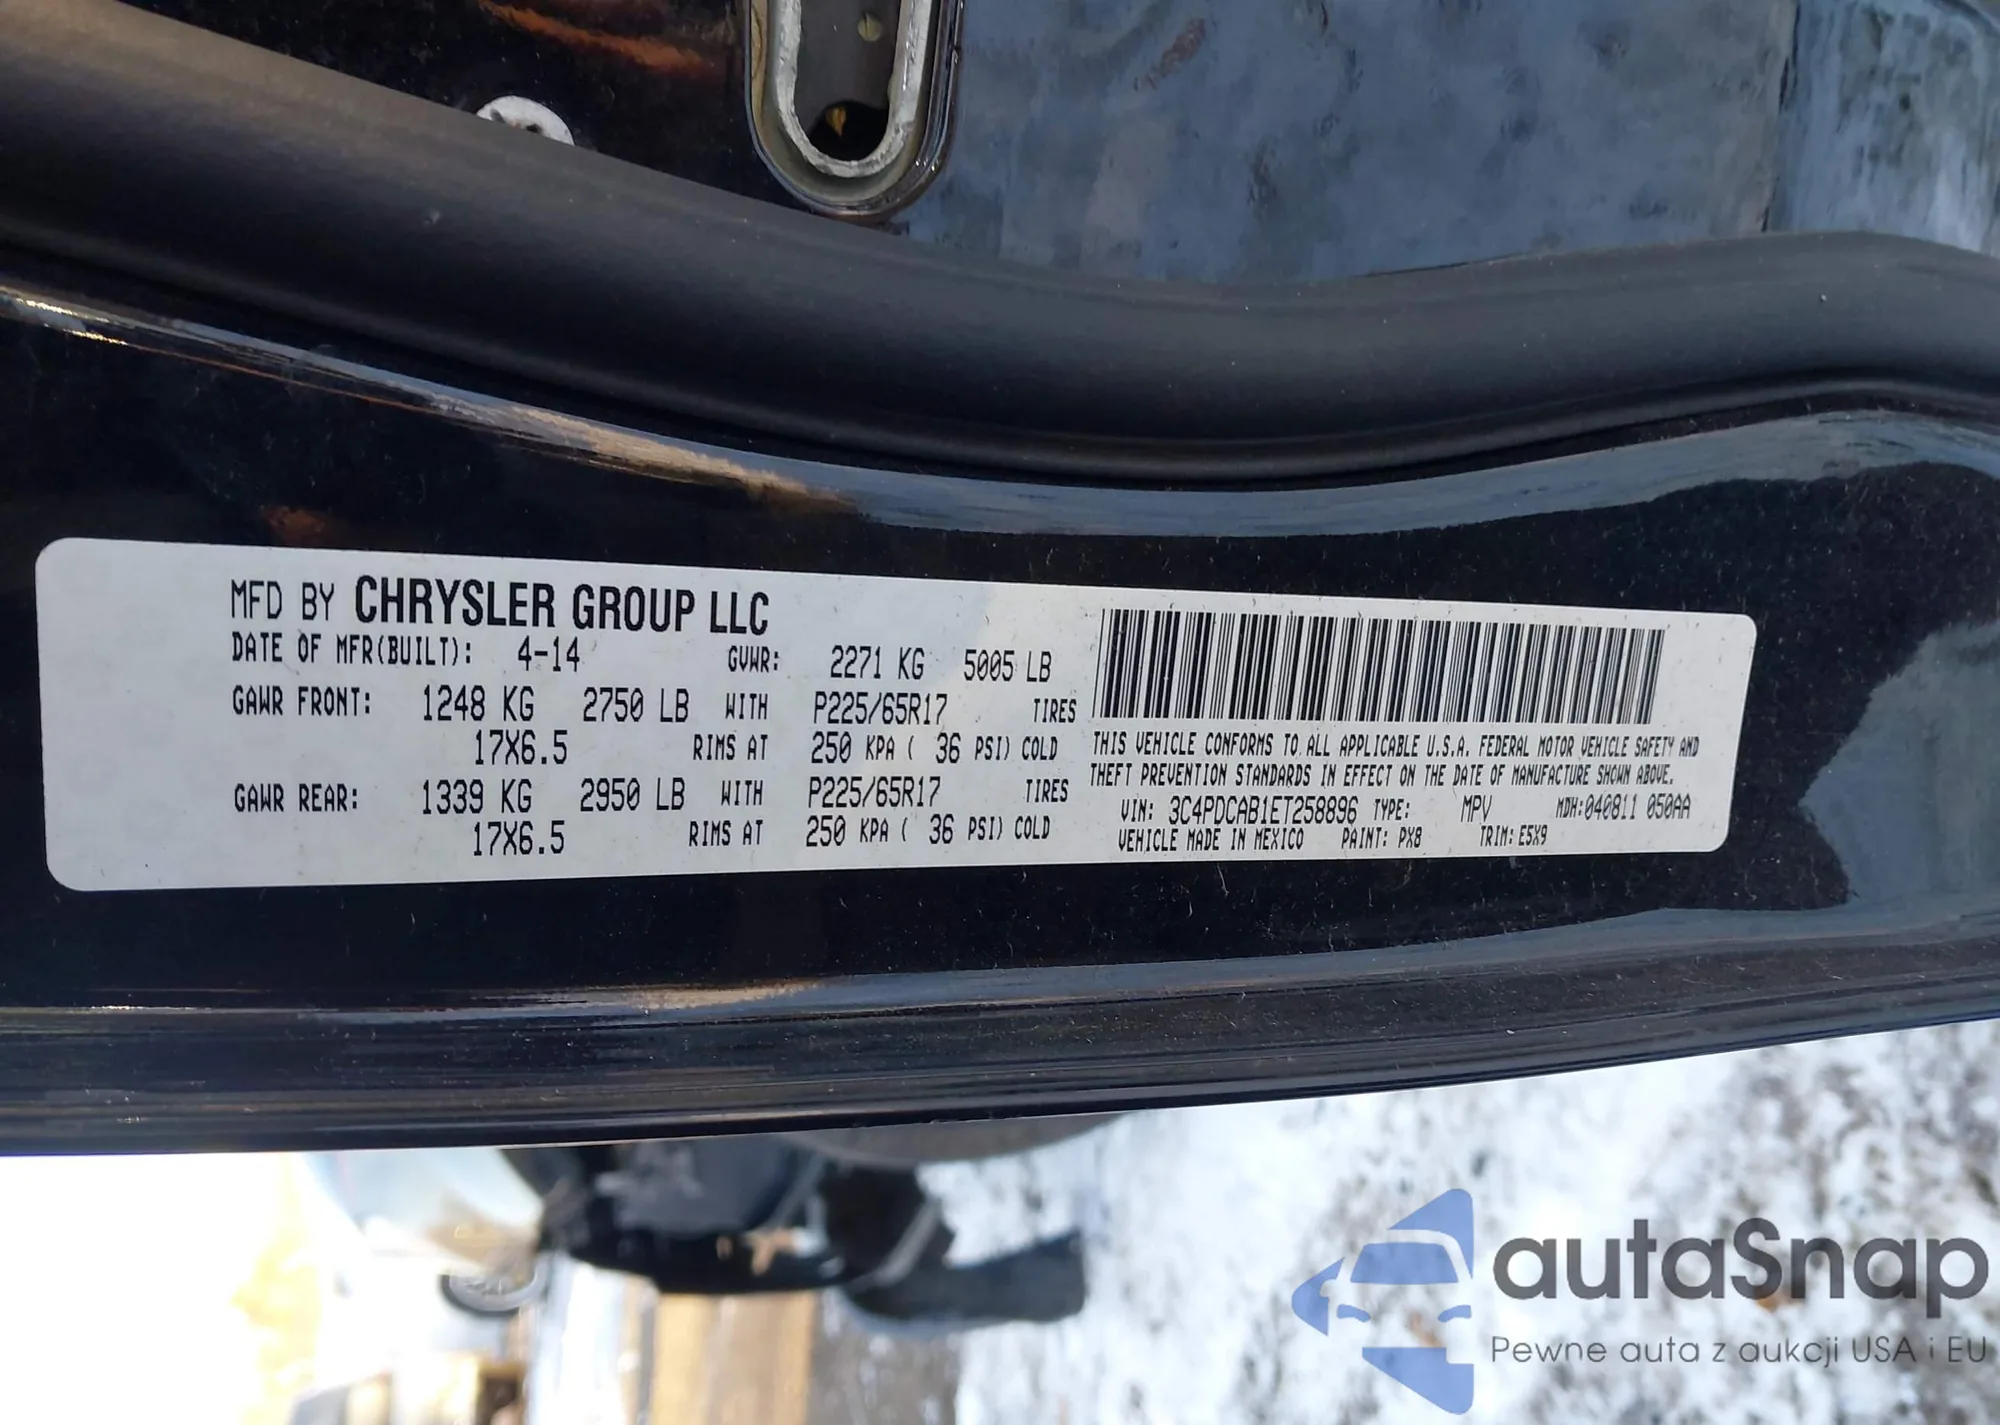 MFD BY CHRYSLER GROUP LLC
DATE OF MFR(BUILT): 4-14 GVWR: 2271 KG 5005 LB
GAWR FRONT: 1248 KG 2750 LB WITH P225/65R17 TIRES
17X6.5 RIMS AT 250 KPA ( 36 PSI) COLD
GAWR REAR: 1339 KG 2950 LB WITH P225/65R17 TIRES
17X6.5 RIMS AT 250 KPA ( 36 PSI) COLD
THIS VEHICLE CONFORMS TO ALL APPLICABLE U.S.A. FEDERAL MOTOR VEHICLE SAFETY AND
THEFT PREVENTION STANDARDS IN EFFECT ON THE DATE OF MANUFACTURE SHOWN ABOVE.
VIN: 3C4PDCAB1ET258896 TYPE: MPV MDH:040811 050AA
VEHICLE MADE IN MEXICO PAINT: PX8 TRIM: E5X9
autaSnap
Pewne auta z aukcji USA i EU